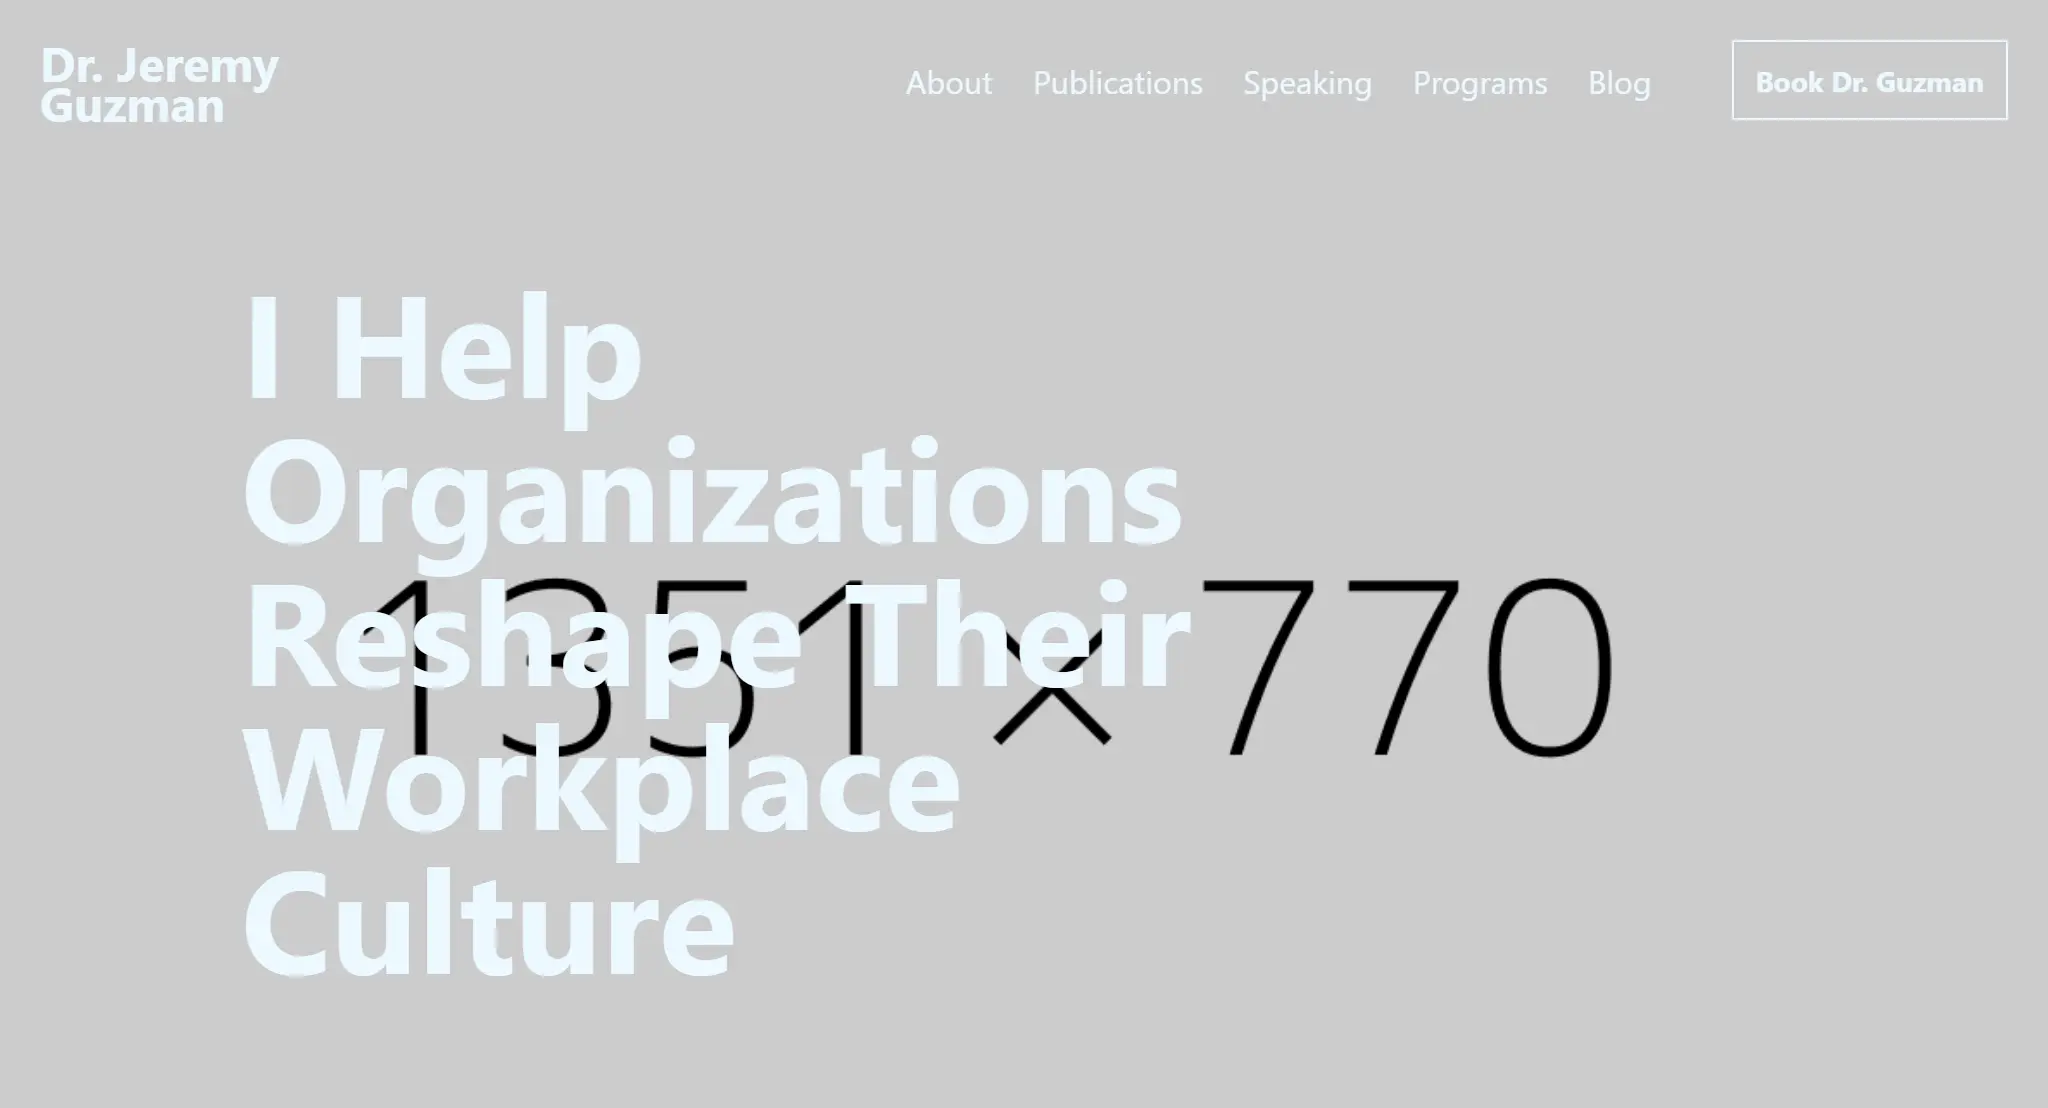 Dr. Jeremy
Guzman
About Publications Speaking Programs Blog
Book Dr. Guzman
I Help
Organizations
Reshape Their
Workplace
Culture
1351×770